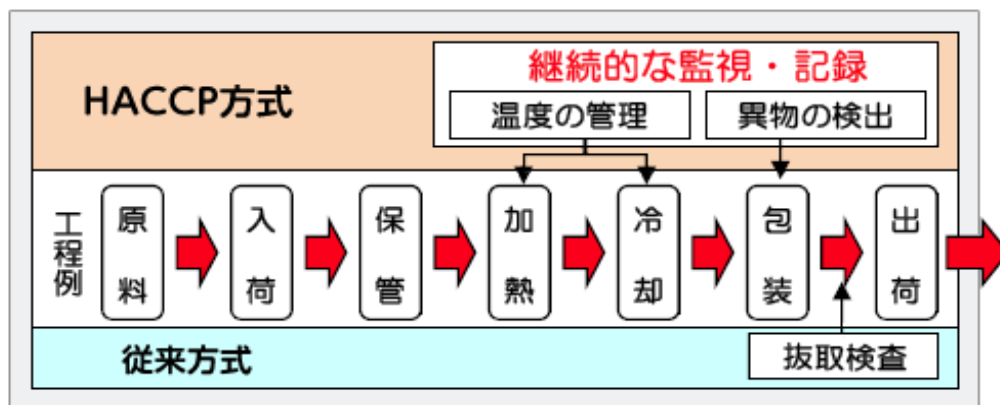 継続的な監視・記録
HACCP方式
温度の管理
異物の検出
工程例
原料
入荷
保管
加熱
冷却
包装
出荷
従来方式
抜取検査